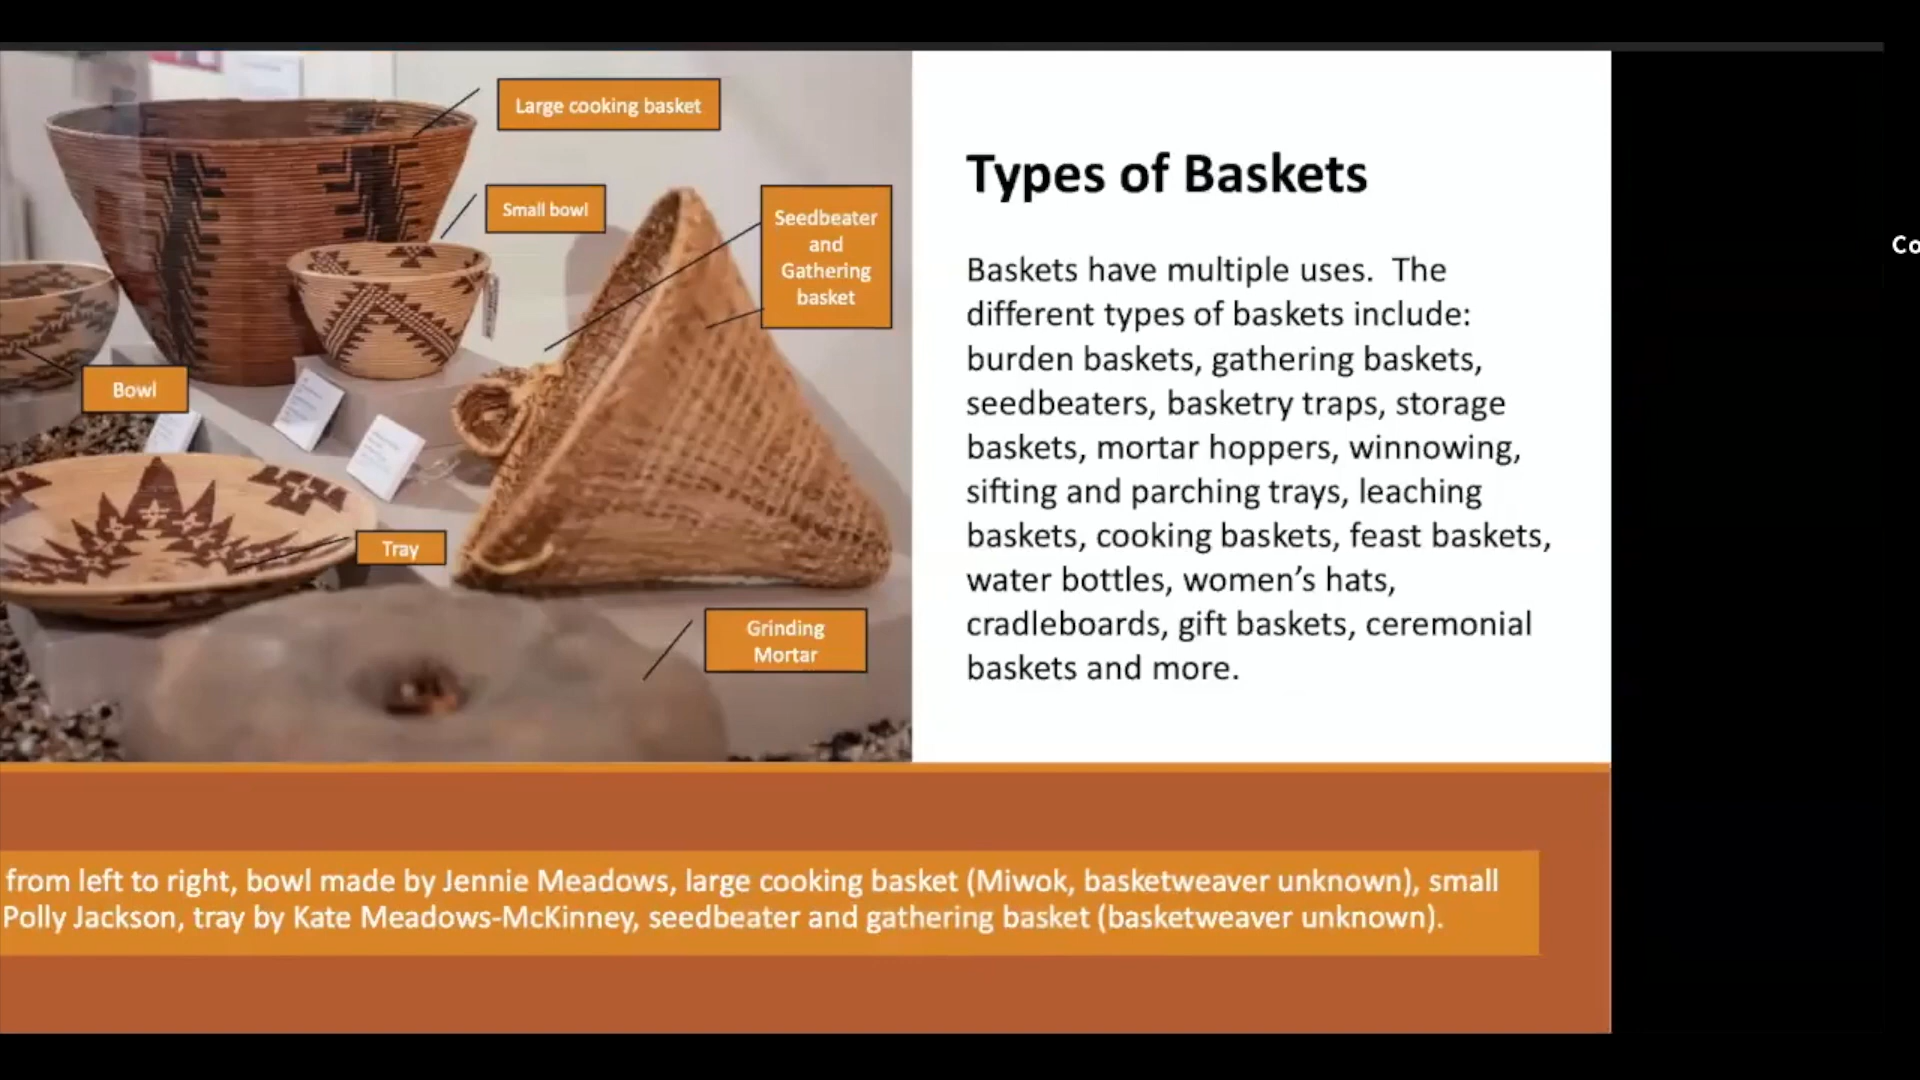 Large cooking basket
Small bowl
Seedbeater
and
Gathering
basket
Bowl
Tray
Grinding
Mortar
Types of Baskets
Baskets have multiple uses.  The
different types of baskets include:
burden baskets, gathering baskets,
seedbeaters, basketry traps, storage
baskets, mortar hoppers, winnowing,
sifting and parching trays, leaching
baskets, cooking baskets, feast baskets,
water bottles, women’s hats,
cradleboards, gift baskets, ceremonial
baskets and more.
from left to right, bowl made by Jennie Meadows, large cooking basket (Miwok, basketweaver unknown), small
Polly Jackson, tray by Kate Meadows-McKinney, seedbeater and gathering basket (basketweaver unknown).
Co